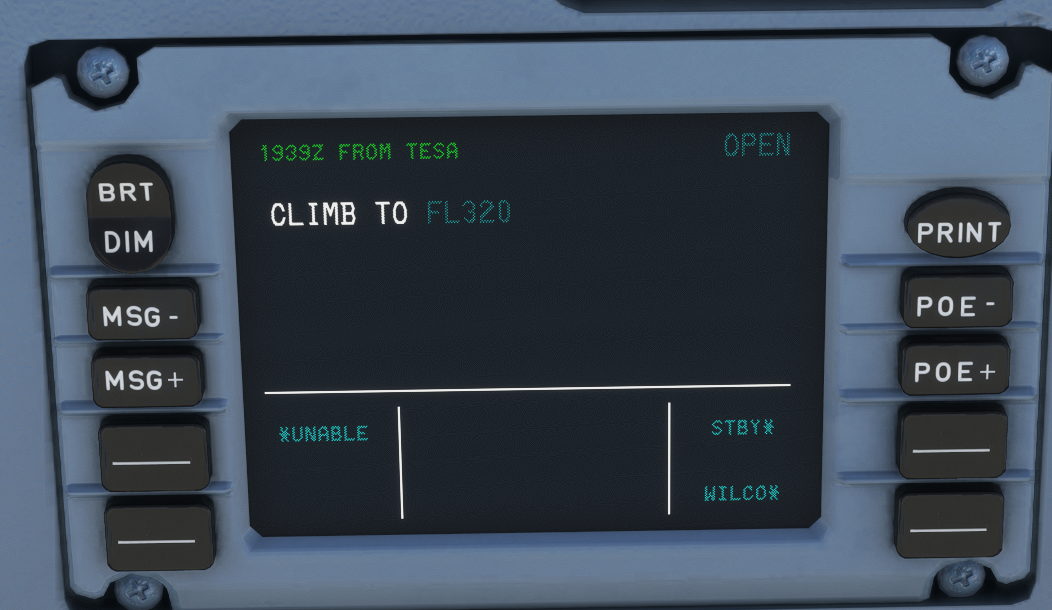 1939Z FROM TESA
OPEN
CLIMB TO FL320
*UNABLE
STBY*
WILCO*
BRT
DIM
MSG-
MSG+
PRINT
POE-
POE+